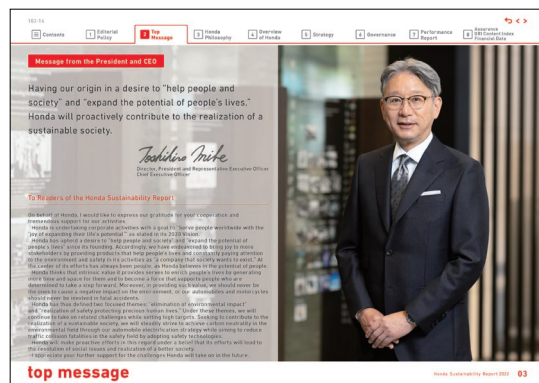 102-14
Contents
1 Editorial Policy
2 Top Message
3 Honda Philosophy
4 Overview of Honda
5 Strategy
6 Governance
7 Performance Report
8 Assurance GRI Content Index Financial Data
Message from the President and CEO
Having our origin in a desire to "help people and
society" and "expand the potential of people's lives,"
Honda will proactively contribute to the realization of a
sustainable society.
Toshihiro Mibe
Director, President and Representative Executive Officer
Chief Executive Officer
To Readers of the Honda Sustainability Report
On behalf of Honda, I would like to express our gratitude for your cooperation and
tremendous support for our activities.
Honda is undertaking corporate activities with a goal to "serve people worldwide with the
'joy of expanding their life's potential'" as stated in its 2030 Vision.
Honda has upheld a desire to "help people and society" and "expand the potential of
people's lives" since its founding. Accordingly, we have endeavored to bring joy to more
stakeholders by providing products that help people's lives and constantly paying attention
to the environment and safety in its activities as "a company that society wants to exist." At
the center of its efforts has always been people, as Honda believes in the potential of people.
Honda thinks that intrinsic value it provides serves to enrich people's lives by generating
more time and space for them and to become a force that supports people who are
determined to take a step forward. Moreover, in providing such value, we should never be
the ones to cause a negative impact on the environment, or our automobiles and motorcycles
should never be involved in fatal accidents.
Honda has thus defined two focused themes: "elimination of environmental impact"
and "realization of safety protecting precious human lives." Under these themes, we will
continue to take on related challenges while setting high targets. Seeking to contribute to the
realization of a sustainable society, we will steadily strive to achieve carbon neutrality in the
environmental field through our automobile electrification strategy while aiming to reduce
traffic collision fatalities in the safety field by adopting safety technologies.
Honda will make proactive efforts in this regard under a belief that its efforts will lead to
the resolution of social issues and realization of a better society.
I appreciate your further support for the challenges Honda will take on in the future.
top message
Honda Sustainability Report 2022 03